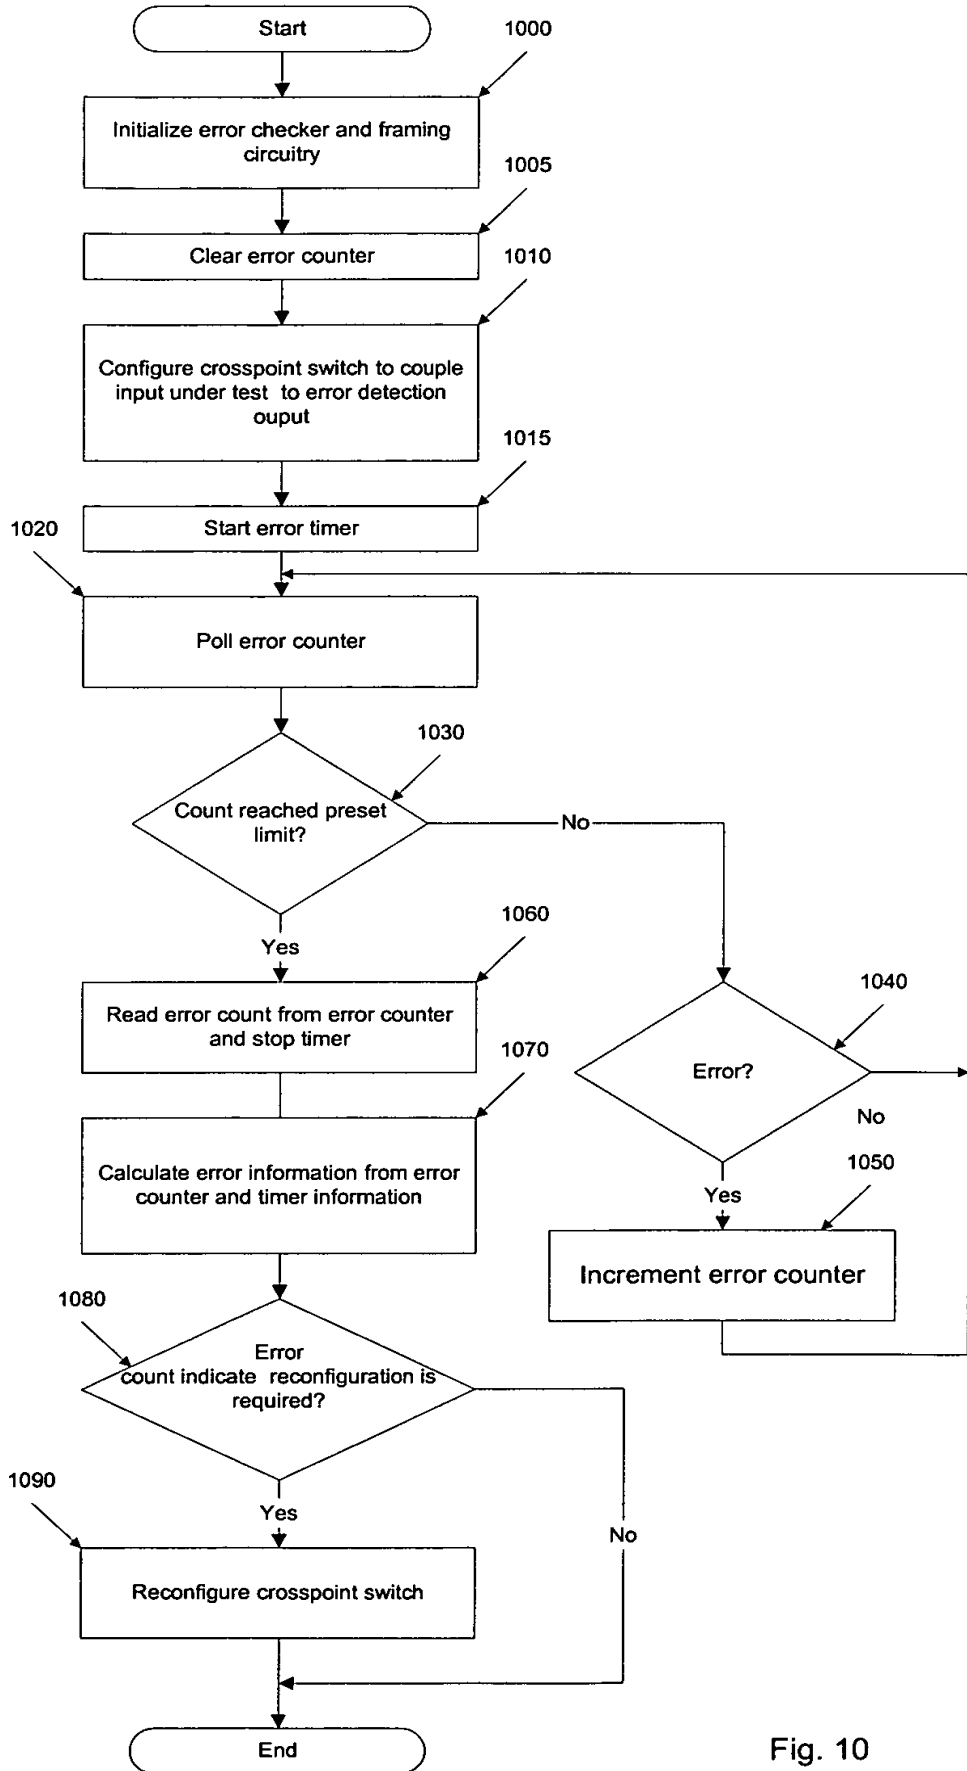 Start
1000
Initialize error checker and framing
circuitry
1005
Clear error counter
1010
Configure crosspoint switch to couple
input under test to error detection
ouput
1015
Start error timer
1020
Poll error counter
1030
Count reached preset
limit?
No
Yes
1060
Read error count from error counter
and stop timer
1040
Error?
No
1070
Calculate error information from error
counter and timer information
Yes
1050
Increment error counter
1080
Error
count indicate reconfiguration is
required?
Yes
No
1090
Reconfigure crosspoint switch
End
Fig. 10